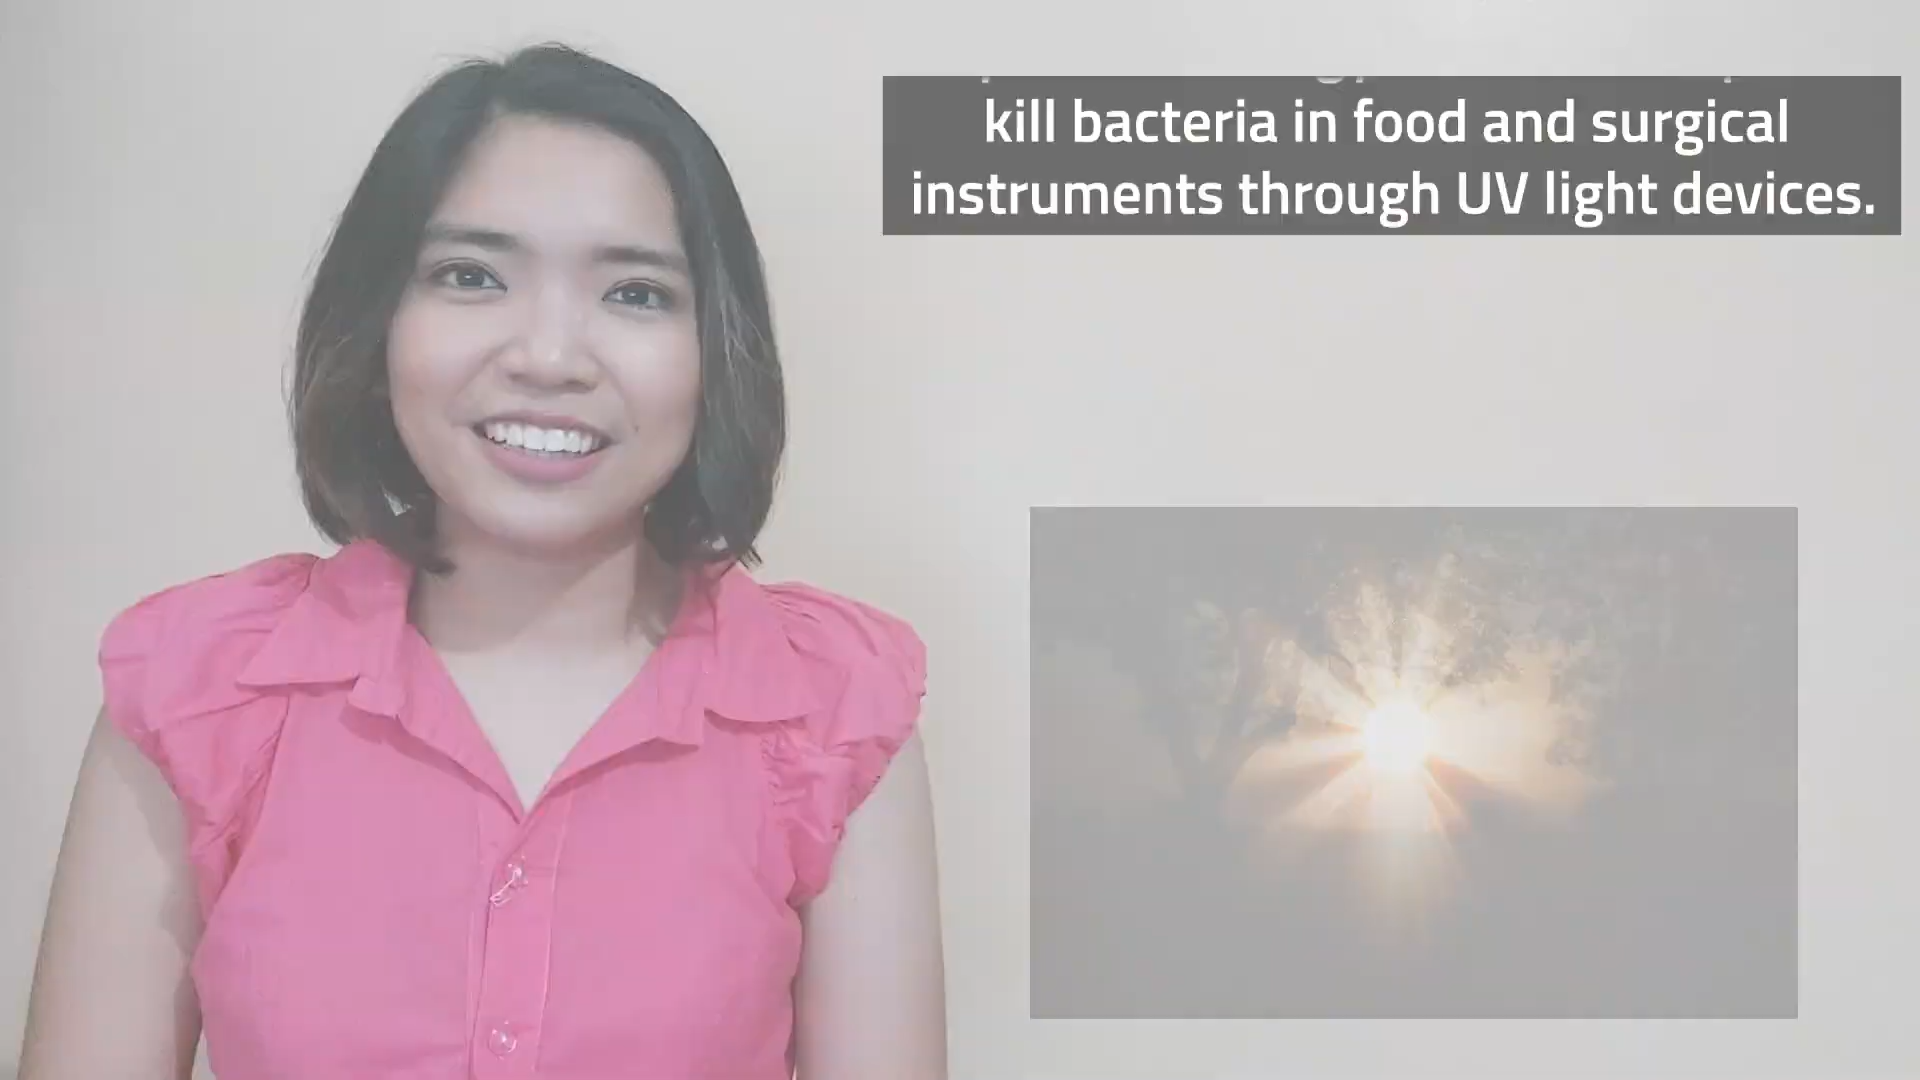 kill bacteria in food and surgical
instruments through UV light devices.